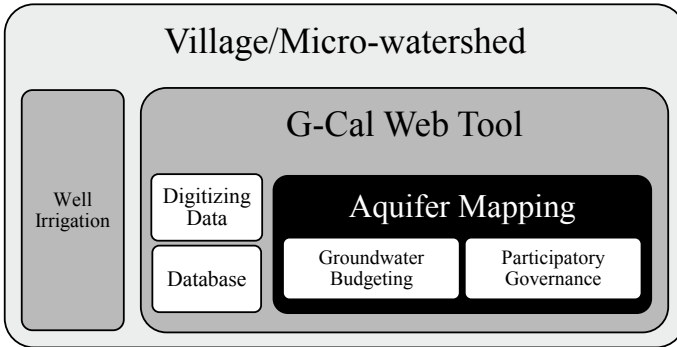 Village/Micro-watershed
G-Cal Web Tool
Well
Irrigation
Digitizing
Data
Database
Aquifer Mapping
Groundwater
Budgeting
Participatory
Governance